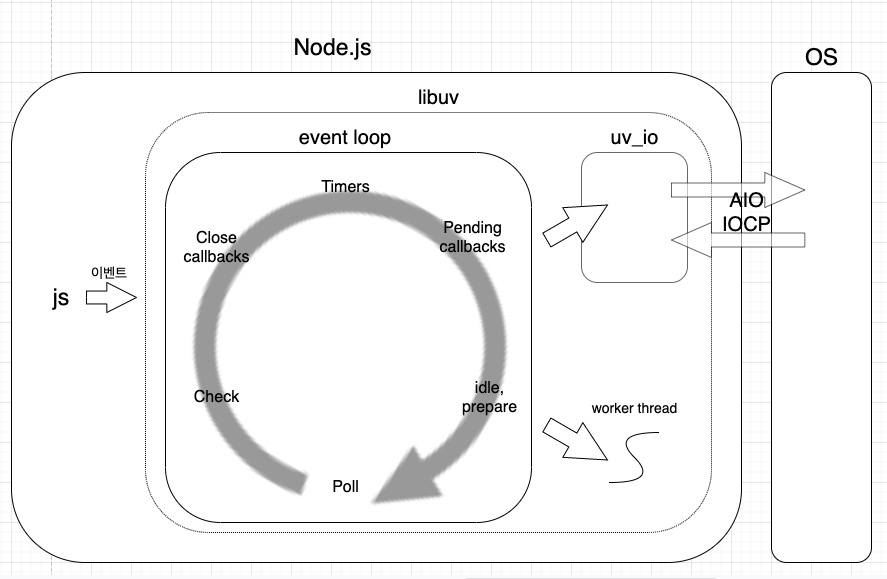 Node.js
OS
libuv
event loop
uv_io
Timers
Pending
callbacks
Close
callbacks
AIO
IOCP
이벤트
js
Check
idle,
prepare
worker thread
Poll